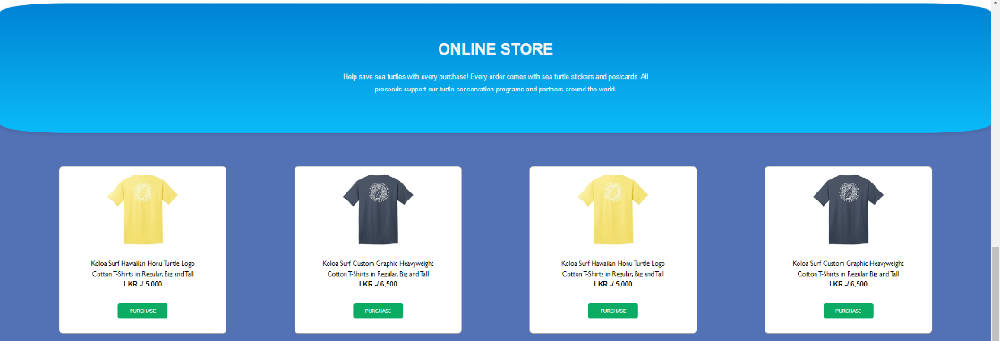 ONLINE STORE
Help save sea turtles with every purchase! Every order comes with sea turtle stickers and postcards. All
proceeds support our turtle conservation programs and partners around the world.
Koloa Surf Hawaiian Honu Turtle Logo
Cotton T-Shirts in Regular, Big and Tall
LKR -/ 5,000
PURCHASE
Koloa Surf Custom Graphic Heavyweight
Cotton T-Shirts in Regular, Big and Tall
LKR -/ 6,500
PURCHASE
Koloa Surf Hawaiian Honu Turtle Logo
Cotton T-Shirts in Regular, Big and Tall
LKR -/ 5,000
PURCHASE
Koloa Surf Custom Graphic Heavyweight
Cotton T-Shirts in Regular, Big and Tall
LKR -/ 6,500
PURCHASE